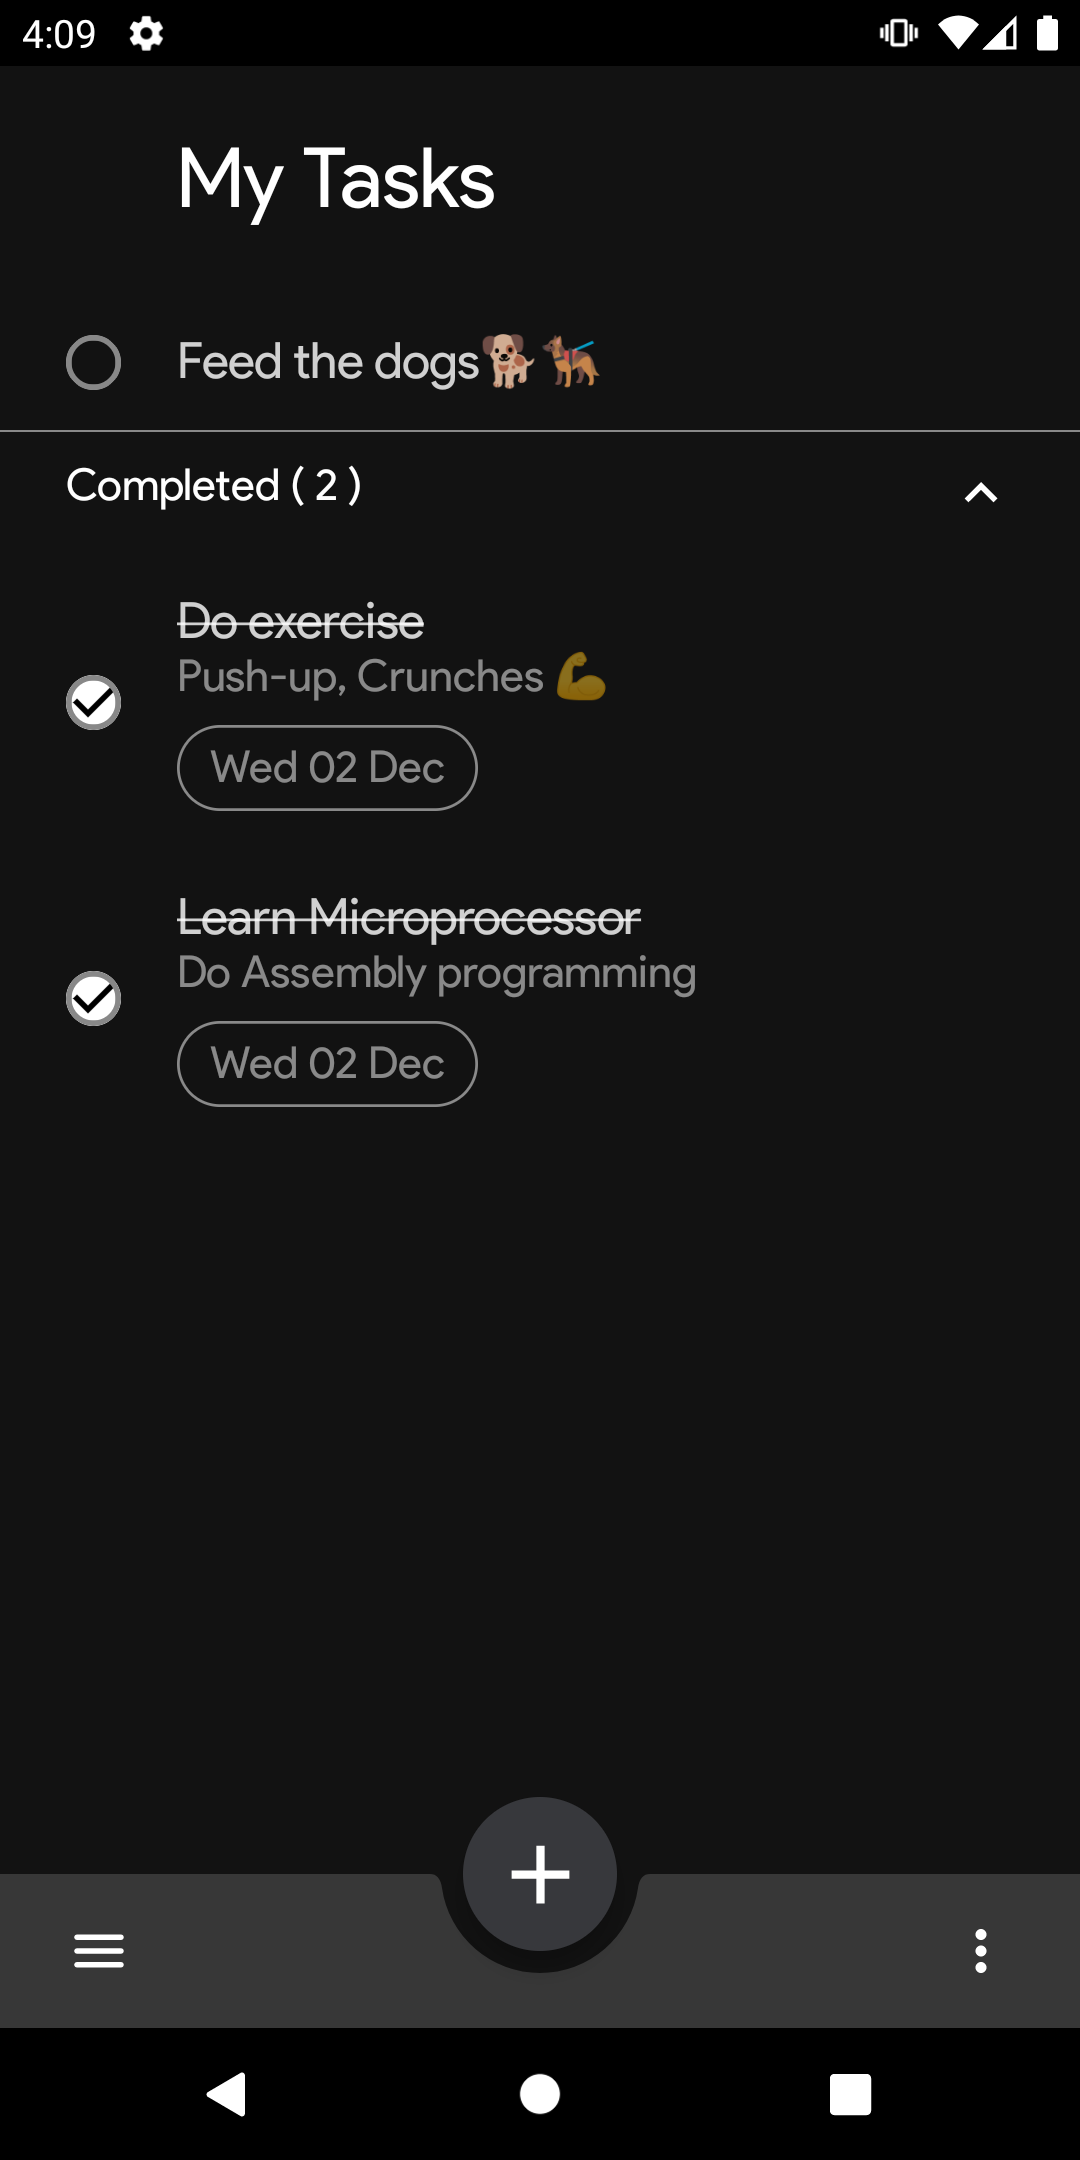 4:09
My Tasks
Feed the dogs🐕🐕‍🦺
Completed ( 2 )
Do exercise
Push-up, Crunches 💪
Wed 02 Dec
Learn Microprocessor
Do Assembly programming
Wed 02 Dec